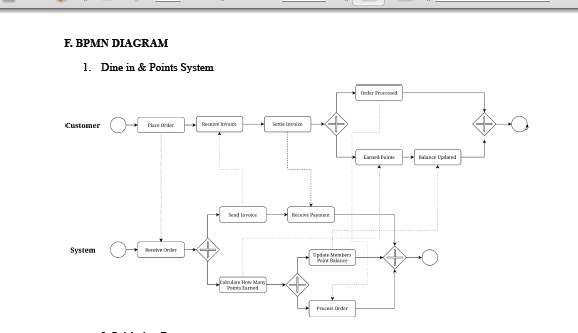 F. BPMN DIAGRAM
1. Dine in & Points System
Order Processed
Customer
Place Order
Receive Invoice
Settle Invoice
Earned Points
Balance Updated
Send Invoice
Receive Payment
System
Receive Order
Update Members
Point Balance
Calculate How Many
Points Earned
Process Order